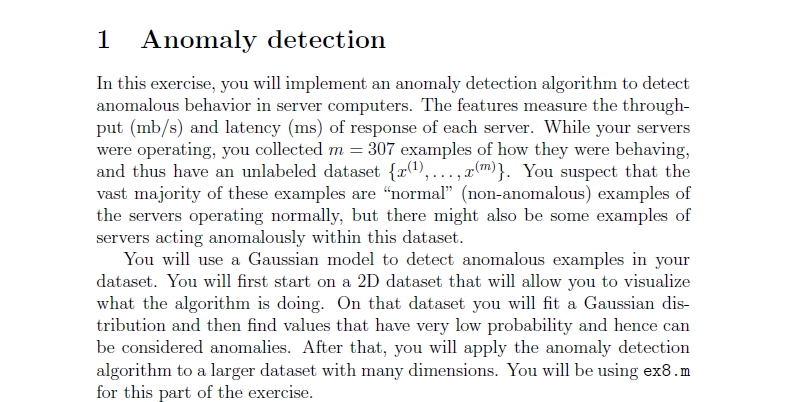 1 Anomaly detection
In this exercise, you will implement an anomaly detection algorithm to detect
anomalous behavior in server computers. The features measure the through-
put (mb/s) and latency (ms) of response of each server. While your servers
were operating, you collected m = 307 examples of how they were behaving,
and thus have an unlabeled dataset {x^(1), . . . , x^(m)}. You suspect that the
vast majority of these examples are “normal” (non-anomalous) examples of
the servers operating normally, but there might also be some examples of
servers acting anomalously within this dataset.
You will use a Gaussian model to detect anomalous examples in your
dataset. You will first start on a 2D dataset that will allow you to visualize
what the algorithm is doing. On that dataset you will fit a Gaussian dis-
tribution and then find values that have very low probability and hence can
be considered anomalies. After that, you will apply the anomaly detection
algorithm to a larger dataset with many dimensions. You will be using ex8.m
for this part of the exercise.